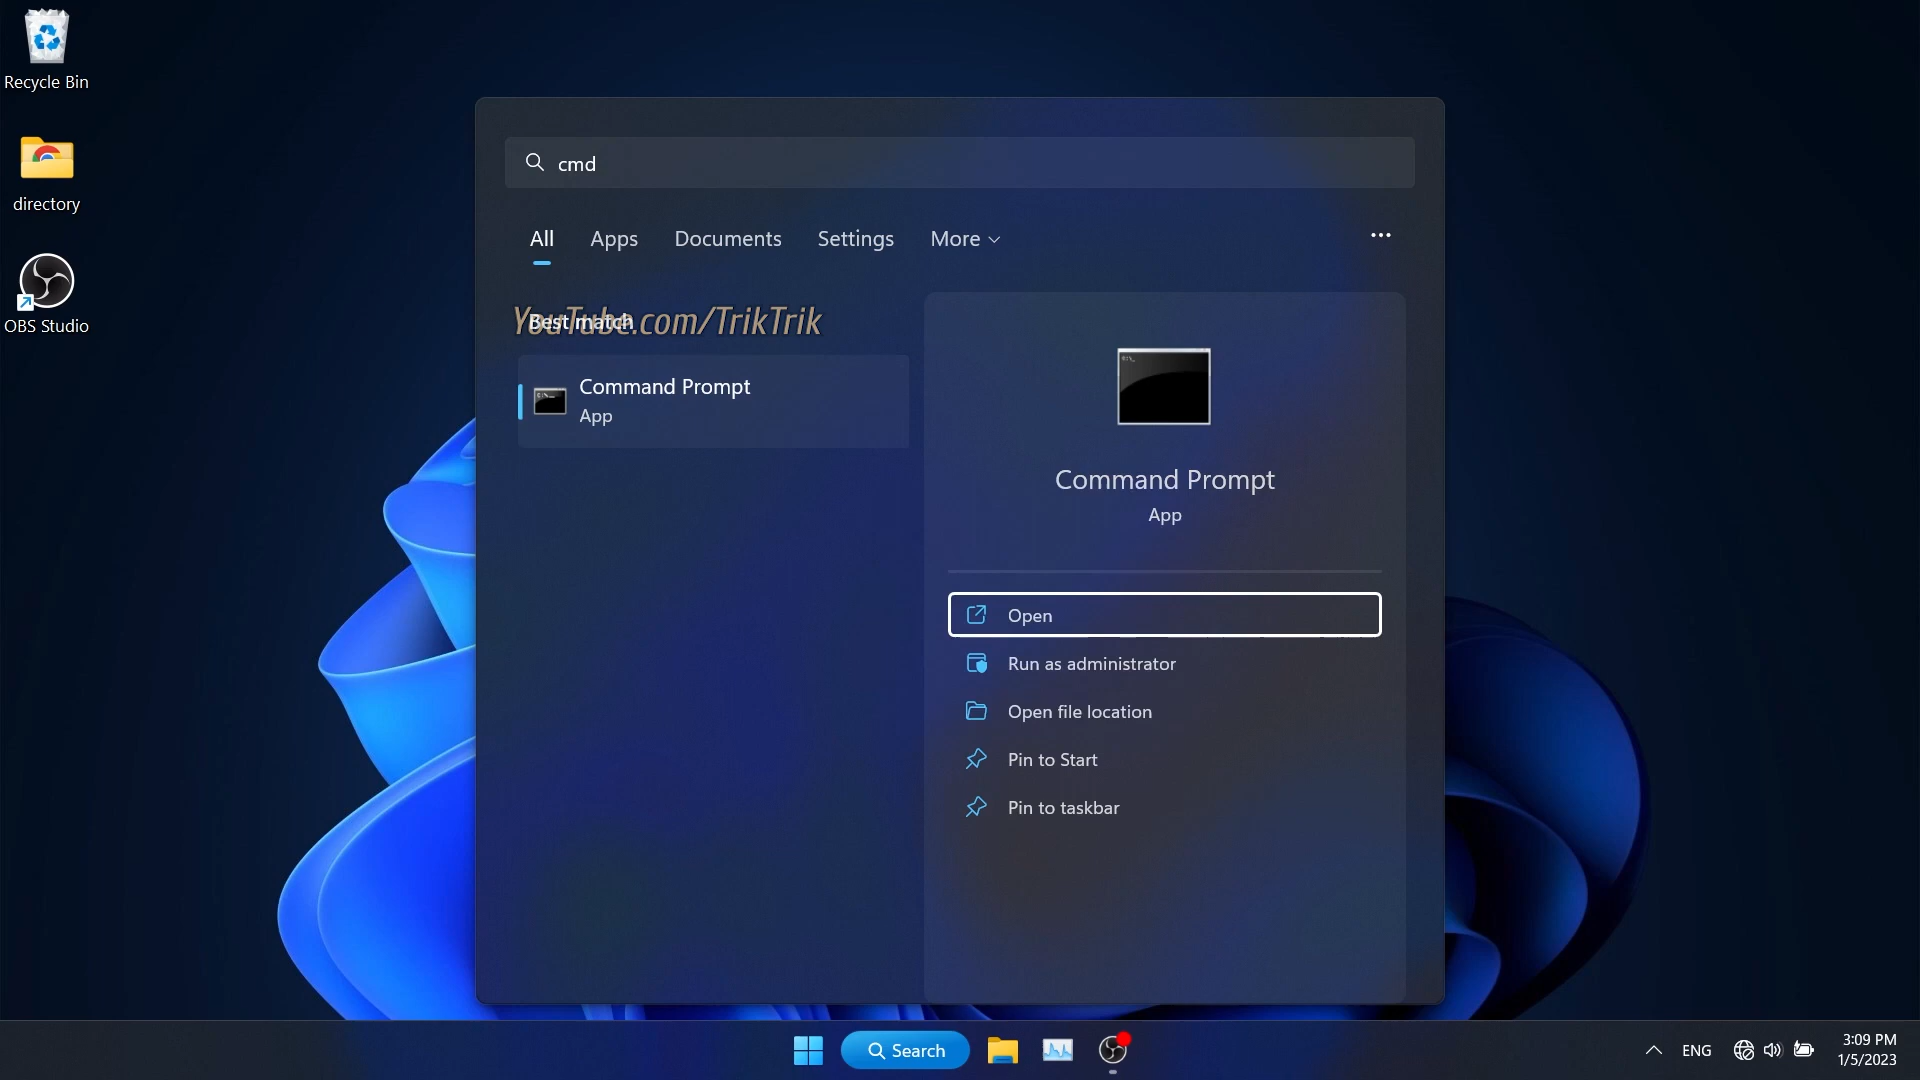 Recycle Bin
directory
OBS Studio
cmd
All Apps Documents Settings More
YouTube.com/TrikTrik
Best match
Command Prompt
App
Command Prompt
App
Open
Run as administrator
Open file location
Pin to Start
Pin to taskbar
Search
ENG
3:09 PM
1/5/2023